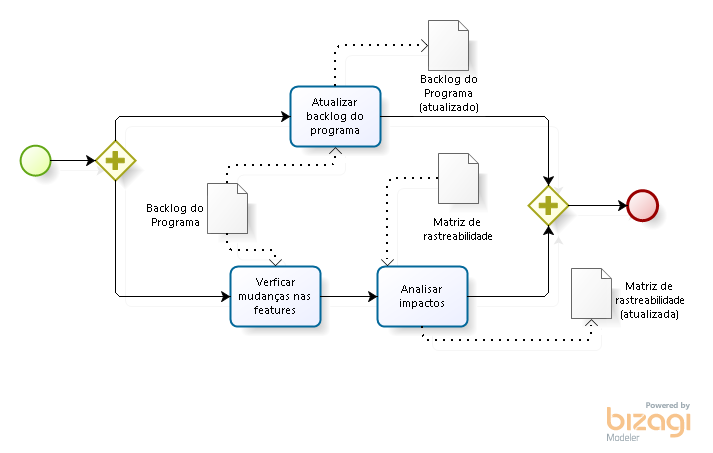 Backlog do
Programa
(atualizado)
Atualizar
backlog do
programa
Backlog do
Programa
Matriz de
rastreabilidade
Verficar
mudanças nas
features
Analisar
impactos
Matriz de
rastreabilidade
(atualizada)
Powered by
bizagi
Modeler